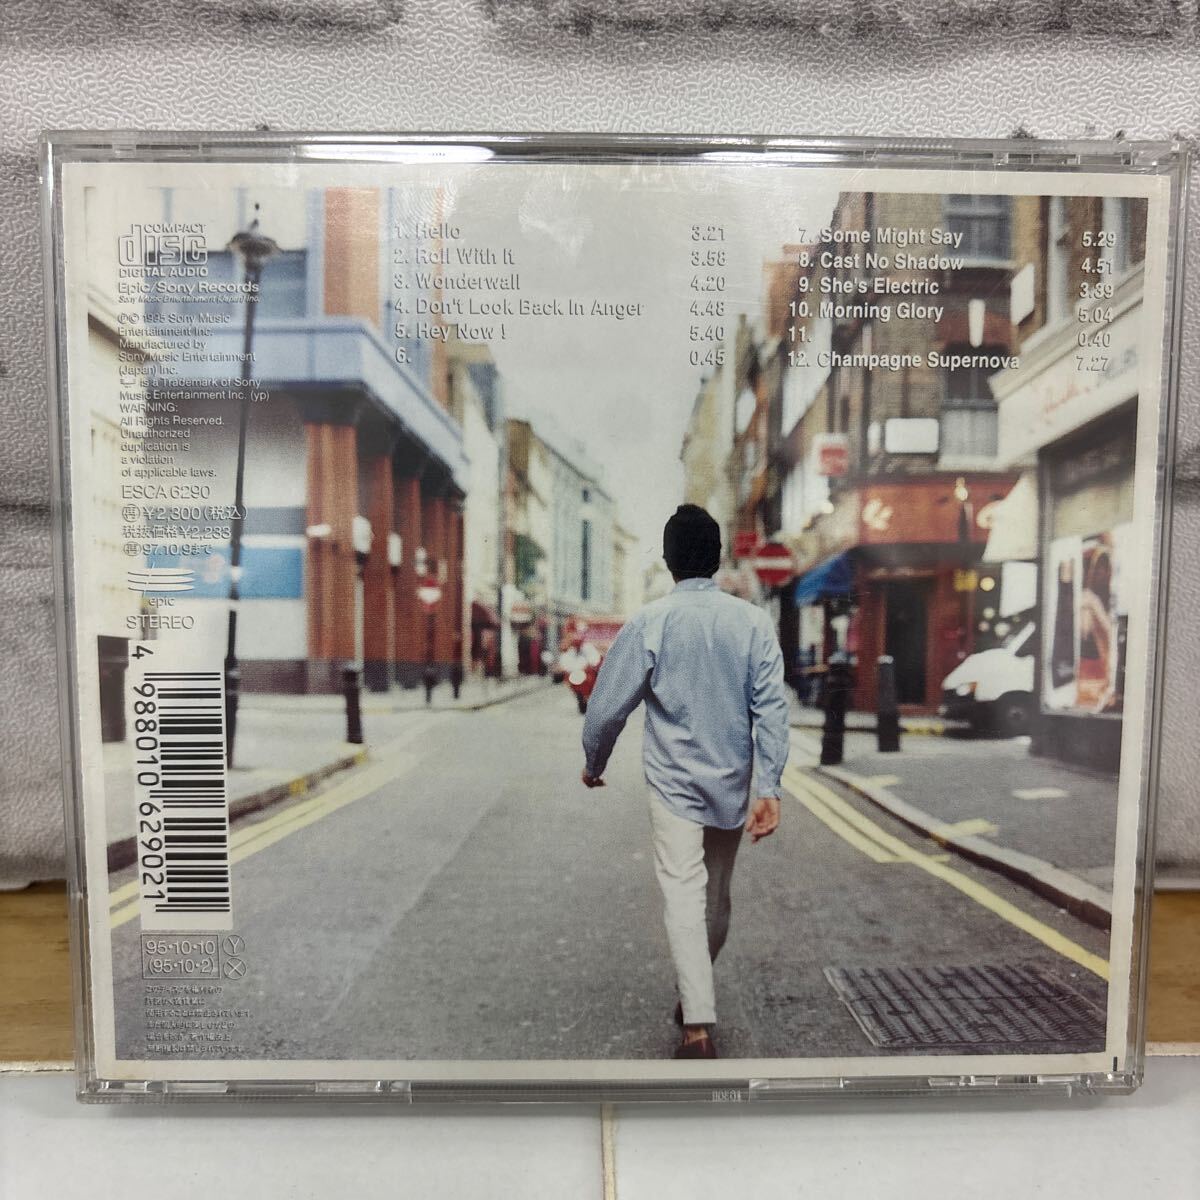 COMPACT
disc
DIGITAL AUDIO
Epic/Sony Records
Sony Music Entertainment (Japan) Inc.
Ⓟ© 1995 Sony Music
Entertainment Inc.
Manufactured by
Sony Music Entertainment
(Japan) Inc.
is a Trademark of Sony
Music Entertainment Inc. (yp)
WARNING:
All Rights Reserved.
Unauthorized
duplication is
a violation
of applicable laws.
ESCA 6290
再¥2,300(税込)
税抜価格¥2,233
再97.10.9まで
epic
STEREO
4 988010 629021
95・10・10 Y
(95・10・2) X
1. Hello 3.21
2. Roll With It 3.58
3. Wonderwall 4.20
4. Don't Look Back In Anger 4.48
5. Hey Now ! 5.40
6. 0.45
7. Some Might Say 5.29
8. Cast No Shadow 4.51
9. She's Electric 3.39
10. Morning Glory 5.04
11. 0.40
12. Champagne Supernova 7.27